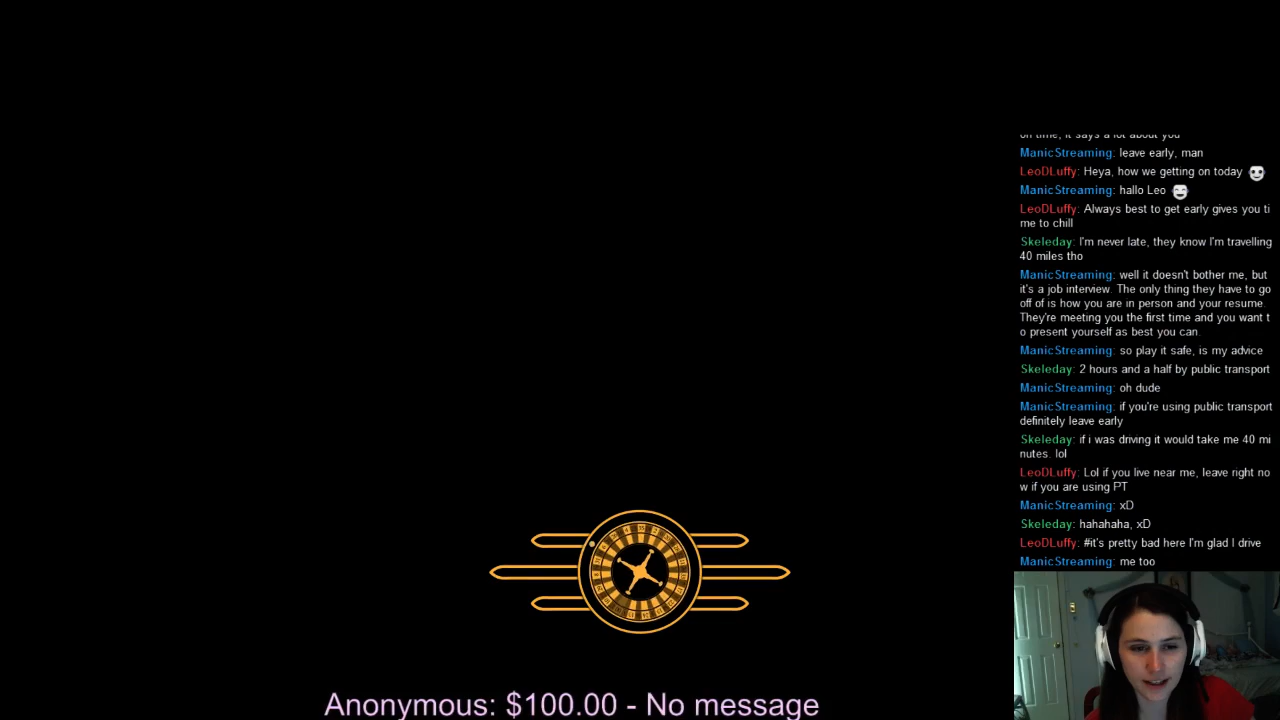 on time, it says a lot about you
ManicStreaming: leave early, man
LeoDLuffy: Heya, how we getting on today
ManicStreaming: hallo Leo
LeoDLuffy: Always best to get early gives you ti
me to chill
Skeleday: I'm never late, they know I'm travelling
40 miles tho
ManicStreaming: well it doesn't bother me, but
it's a job interview. The only thing they have to go
off of is how you are in person and your resume.
They're meeting you the first time and you want t
o present yourself as best you can.
ManicStreaming: so play it safe, is my advice
Skeleday: 2 hours and a half by public transport
ManicStreaming: oh dude
ManicStreaming: if you're using public transport
definitely leave early
Skeleday: if i was driving it would take me 40 mi
nutes. lol
LeoDLuffy: Lol if you live near me, leave right no
w if you are using PT
ManicStreaming: xD
Skeleday: hahahaha, xD
LeoDLuffy: #it's pretty bad here I'm glad I drive
ManicStreaming: me too
Anonymous: $100.00 - No message